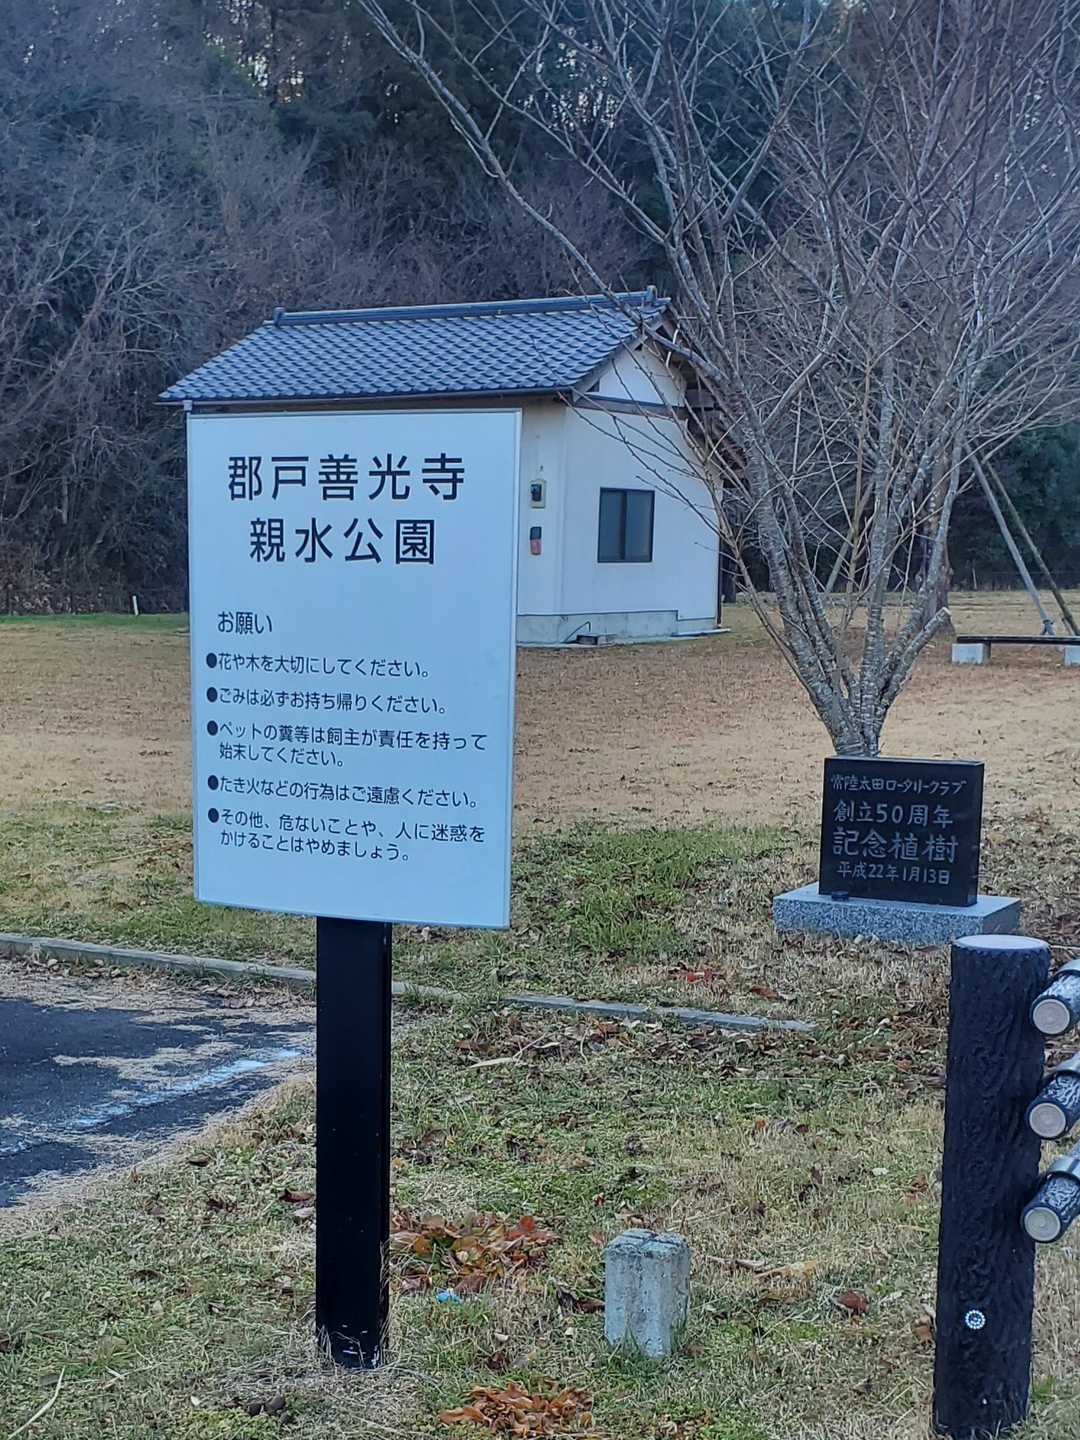 郡戸善光寺
親水公園
お願い
●花や木を大切にしてください。
●ごみは必ずお持ち帰りください。
●ペットの糞等は飼主が責任を持って
始末してください。
●たき火などの行為はご遠慮ください。
●その他、危ないことや、人に迷惑を
かけることはやめましょう。
常陸太田ロータリークラブ
創立50周年
記念植樹
平成22年1月13日